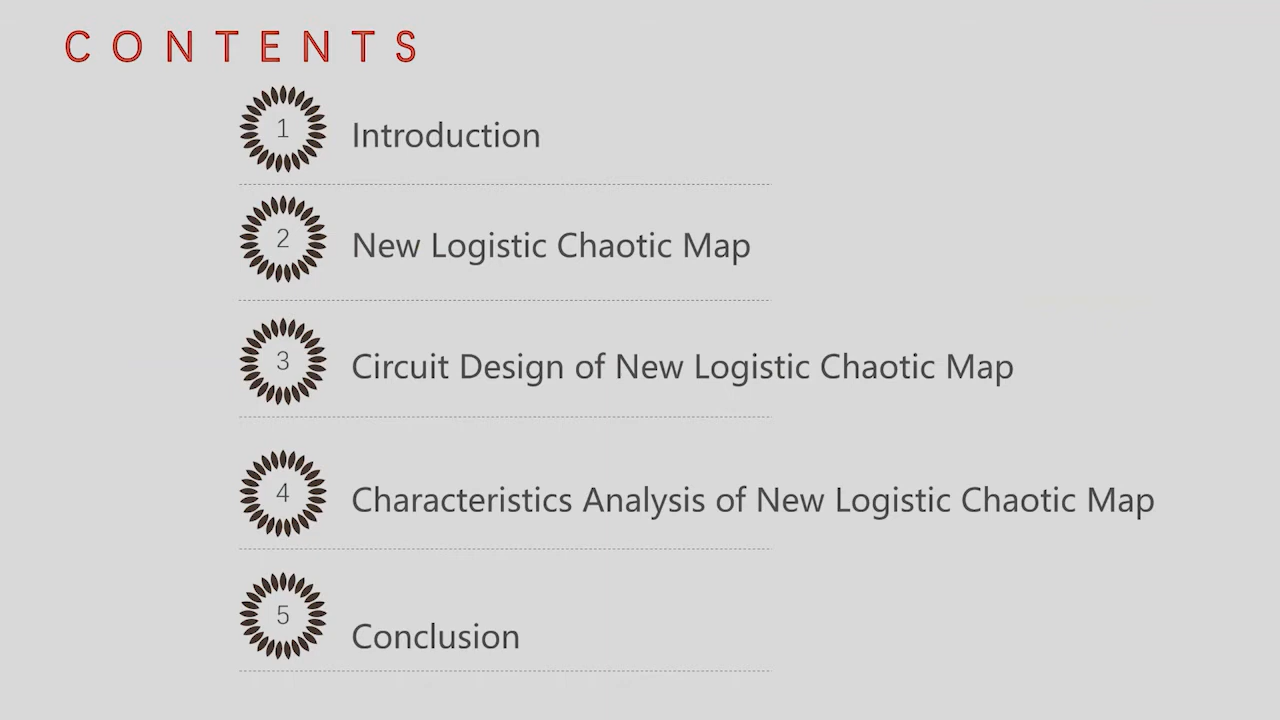 CONTENTS
1 Introduction
2 New Logistic Chaotic Map
3 Circuit Design of New Logistic Chaotic Map
4 Characteristics Analysis of New Logistic Chaotic Map
5 Conclusion